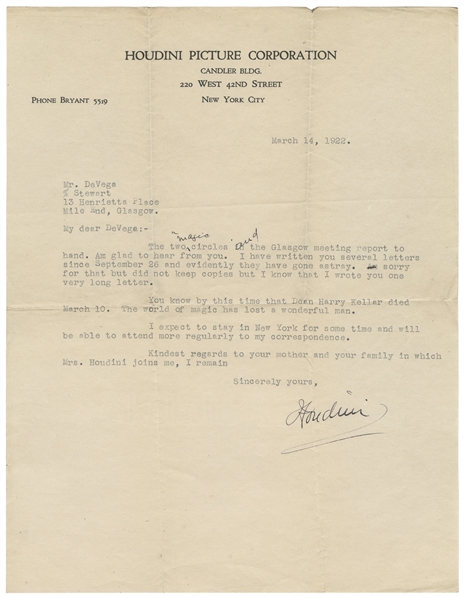 HOUDINI PICTURE CORPORATION
CANDLER BLDG.
220 WEST 42ND STREET
PHONE BRYANT 5519 NEW YORK CITY
March 14, 1922.
Mr. DeVega
% Stewart
13 Henriette Place
Mile End, Glasgow.
My dear DeVega:-
The two magic circles and the Glasgow meeting report to
hand. Am glad to hear from you. I have written you several letters
since September 26 and evidently they have gone astray. sorry
for that but did not keep copies but I know that I wrote you one
very long letter.
You know by this time that Dean Harry Kellar died
March 10. The world of magic has lost a wonderful man.
I expect to stay in New York for some time and will
be able to attend more regularly to my correspondence.
Kindest regards to your mother and your family in which
Mrs. Houdini joins me, I remain
Sincerely yours,
Houdini